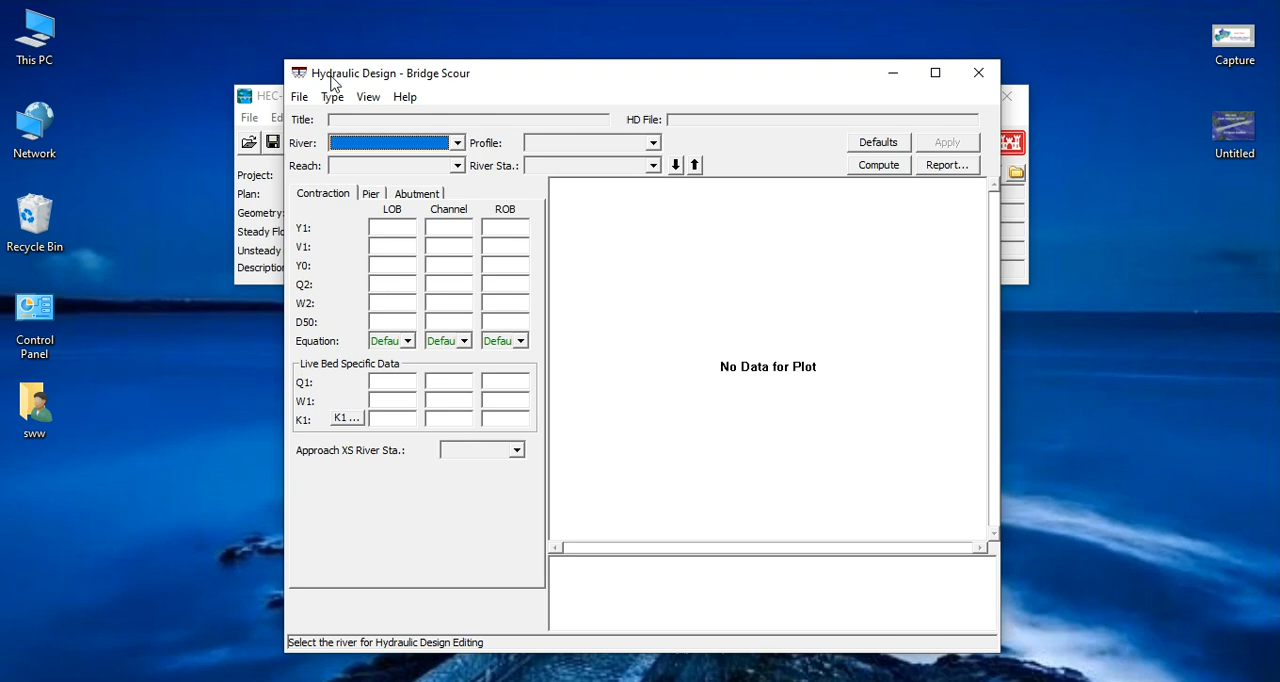 This PC
Network
Recycle Bin
Control
Panel
sww
Capture
Untitled
HEC-
File Ed
Project:
Plan:
Geometry:
Steady Flo
Unsteady
Descriptio
Hydraulic Design - Bridge Scour
File Type View Help
Title: HD File:
River: Profile: Defaults Apply
Reach: River Sta.: Compute Report...
Contraction Pier Abutment
LOB Channel ROB
Y1:
V1:
Y0:
Q2:
W2:
D50:
Equation: Defau Defau Defau
Live Bed Specific Data
Q1:
W1:
K1: K1 ...
Approach XS River Sta.:
No Data for Plot
Select the river for Hydraulic Design Editing